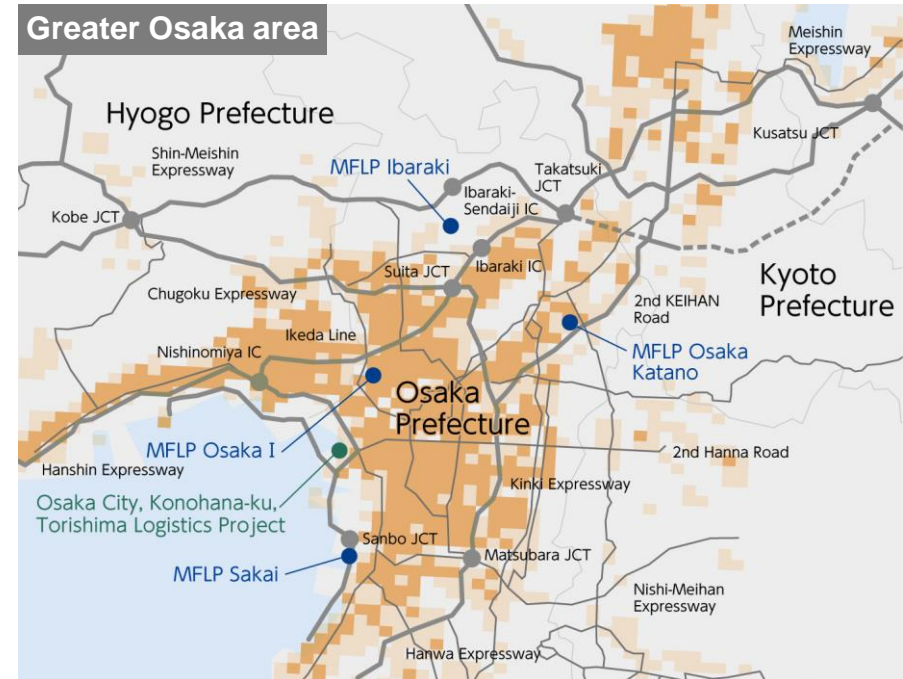 Greater Osaka area
Meishin
Expressway
Hyogo Prefecture
Kusatsu JCT
Shin-Meishin
Expressway
MFLP Ibaraki
Takatsuki
JCT
Ibaraki-
Sendaiji IC
Kobe JCT
Ibaraki IC
Suita JCT
Kyoto
Prefecture
Chugoku Expressway
2nd KEIHAN
Road
Ikeda Line
Nishinomiya IC
MFLP Osaka
Katano
Osaka
Prefecture
MFLP Osaka I
2nd Hanna Road
Hanshin Expressway
Kinki Expressway
Osaka City, Konohana-ku,
Torishima Logistics Project
Sanbo JCT
Matsubara JCT
MFLP Sakai
Nishi-Meihan
Expressway
Hanwa Expressway